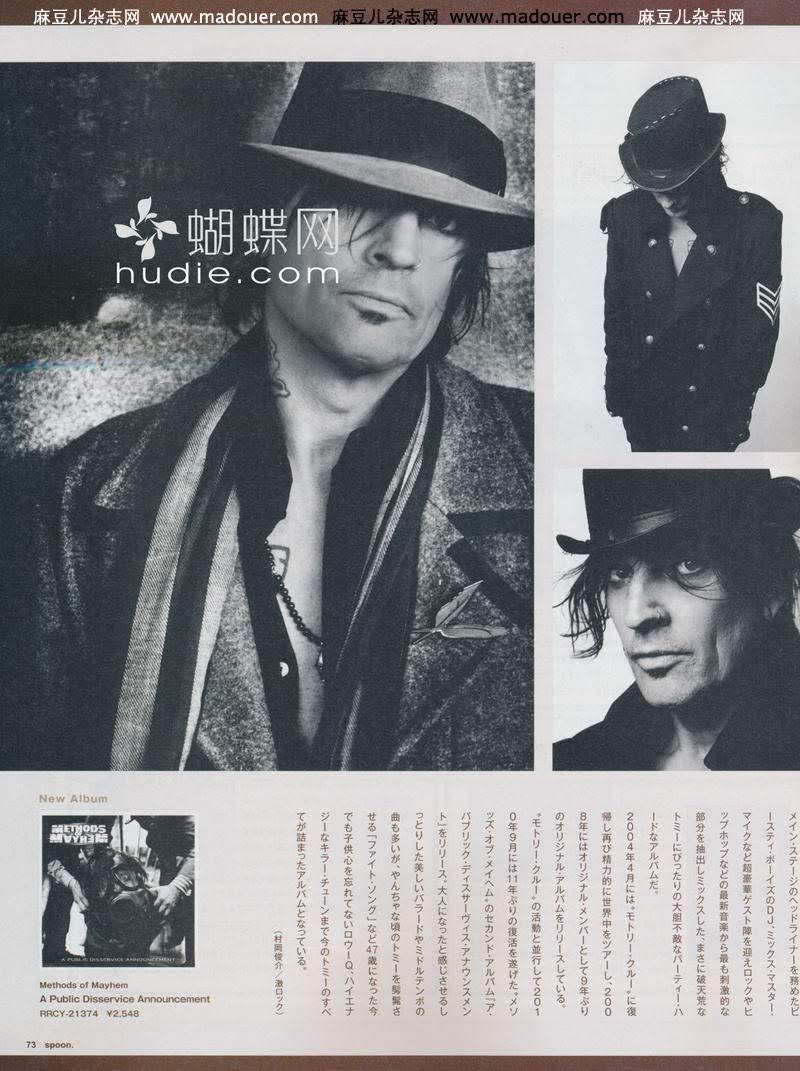 麻豆儿杂志网 www.madouer.com 麻豆儿杂志网 www.madouer.com 麻豆儿杂志网
蝴蝶网
hudie.com
メイン・ステージのヘッドライナーを務めたビ
ースティ・ボーイズのDJ、ミックス・マスター・
マイクなど超豪華ゲスト陣を迎えロックやヒ
ップホップなどの最新音楽から最も刺激的な
部分を抽出しミックスした、まさに破天荒な
トミーにぴったりの大胆不敵なパーティー・ハ
ードなアルバムだ。
2004年4月には“モトリー・クルー”に復
帰し再び精力的に世界中をツアーし、200
8年にはオリジナル・メンバーとして9年ぶり
のオリジナル・アルバムをリリースしている。
“モトリー・クルー”の活動と並行して201
0年9月には11年ぶりの復活を遂げた“メソ
ッズ・オブ・メイヘム”のセカンド・アルバム『ア・
パブリック・ディスサーヴィス・アナウンスメン
ト』をリリース。大人になったと感じさせるし
っとりした美しいバラードやミドルテンポの
曲も多いが、やんちゃな頃のトミーを髣髴さ
せる「ファイト・ソング」など47歳になった今
でも子供心を忘れてないロウーQ、ハイエナ
ジーなキラー・チューンまで今のトミーのすべ
てが詰まったアルバムとなっている。
（村岡俊介／激ロック）
New Album
METHODS
MAYHEM
A PUBLIC DISSERVICE ANNOUNCEMENT
Methods of Mayhem
A Public Disservice Announcement
RRCY-21374 ¥2,548
73 spoon.